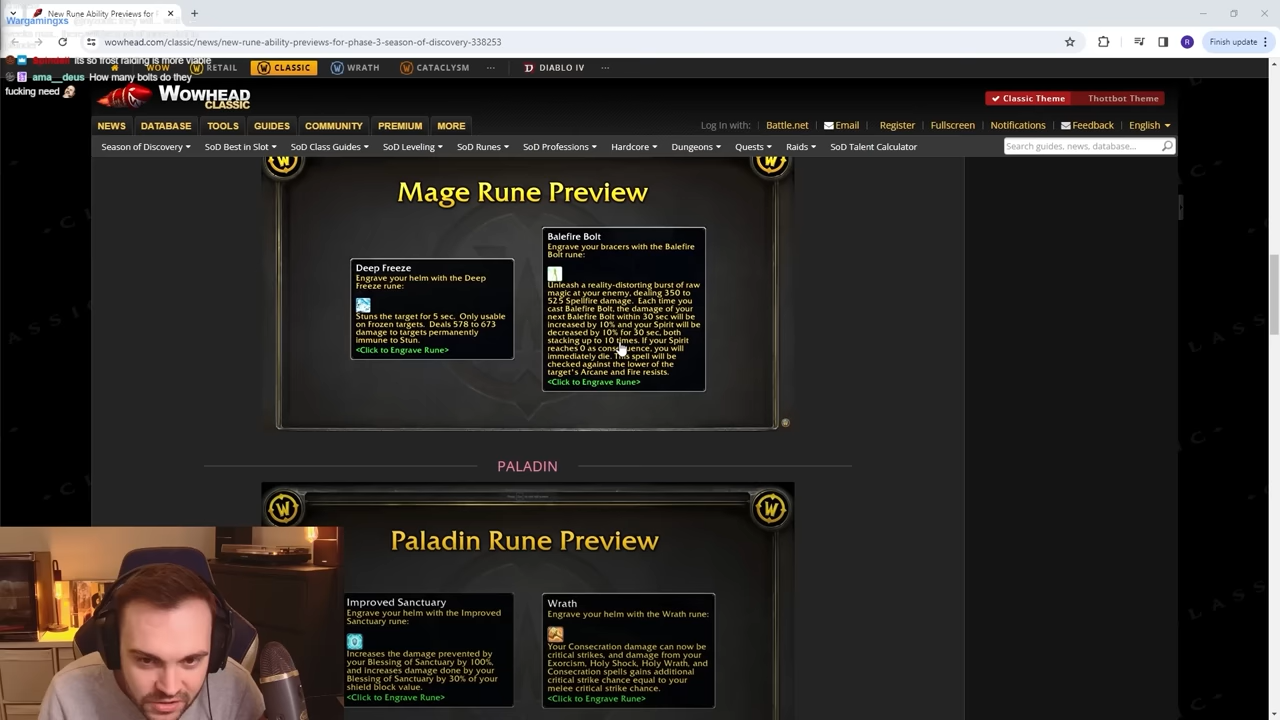 New Rune Ability Previews for P
Wargamingxs
wowhead.com/classic/news/new-rune-ability-previews-for-phase-3-season-of-discovery-338253
R
Finish update
its so frost raiding is more viable
WOW
RETAIL
CLASSIC
WRATH
CATACLYSM
DIABLO IV
ama__deus How many bolts do they
fucking need
WOWHEAD
CLASSIC
Classic Theme
Thottbot Theme
NEWS
DATABASE
TOOLS
GUIDES
COMMUNITY
PREMIUM
MORE
Log in with:
Battle.net
Email
Register
Fullscreen
Notifications
Feedback
English
Season of Discovery
SoD Best in Slot
SoD Class Guides
SoD Leveling
SoD Runes
SoD Professions
Hardcore
Dungeons
Quests
Raids
SoD Talent Calculator
Search guides, news, database...
Mage Rune Preview
Deep Freeze
Engrave your helm with the Deep
Freeze rune:
Stuns the target for 5 sec. Only usable
on Frozen targets. Deals 578 to 673
damage to targets permanently
immune to Stun.
<Click to Engrave Rune>
Balefire Bolt
Engrave your bracers with the Balefire
Bolt rune:
Unleash a reality-distorting burst of raw
magic at your enemy, dealing 350 to
525 Spellfire damage. Each time you
cast Balefire Bolt, the damage of your
next Balefire Bolt within 30 sec will be
increased by 10% and your Spirit will be
decreased by 10% for 30 sec, both
stacking up to 10 times. If your Spirit
reaches 0 as consequence, you will
immediately die. This spell will be
checked against the lower of the
target's Arcane and Fire resists.
<Click to Engrave Rune>
PALADIN
Paladin Rune Preview
Improved Sanctuary
Engrave your helm with the Improved
Sanctuary rune:
Increases the damage prevented by
your Blessing of Sanctuary by 100%,
and increases damage done by your
Blessing of Sanctuary by 30% of your
shield block value.
<Click to Engrave Rune>
Wrath
Engrave your helm with the Wrath rune:
Your Consecration damage can now be
critical strikes, and damage from your
Exorcism, Holy Shock, Holy Wrath, and
Consecration spells gains additional
critical strike chance equal to your
melee critical strike chance.
<Click to Engrave Rune>